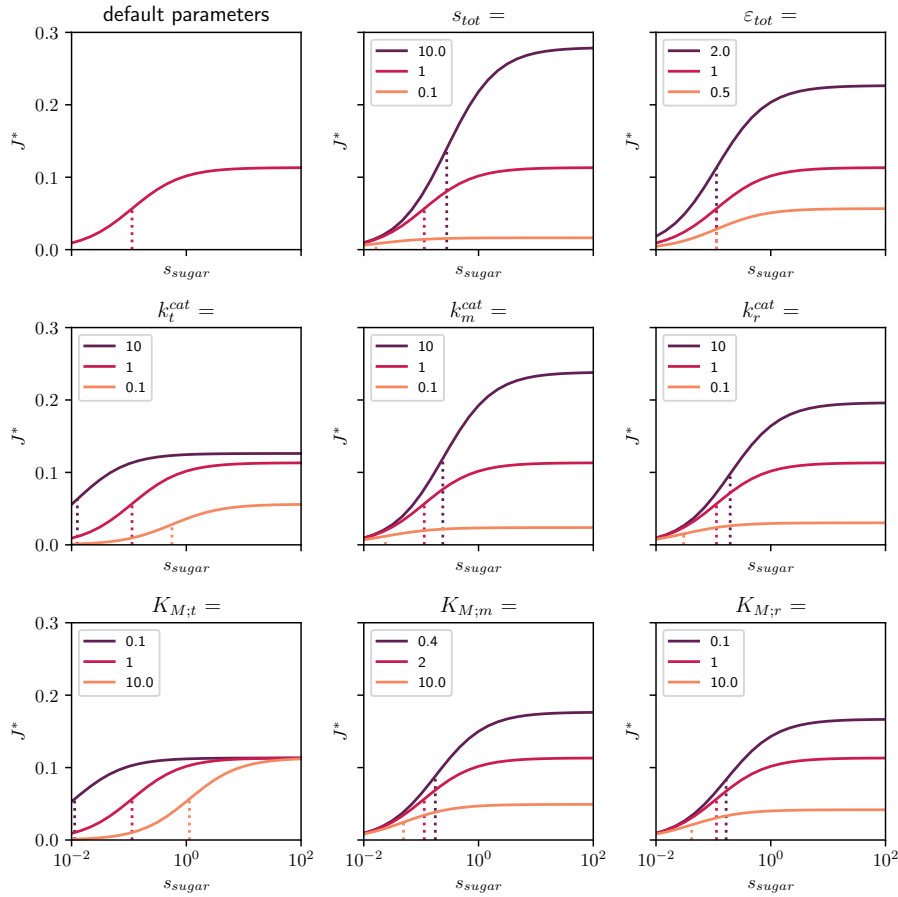 default parameters
0.3
0.2
0.1
0.0
J*
s_sugar
s_tot =
10.0
1
0.1
J*
s_sugar
ε_tot =
2.0
1
0.5
J*
s_sugar
k_t^cat =
0.3
0.2
0.1
0.0
10
1
0.1
J*
s_sugar
k_m^cat =
10
1
0.1
J*
s_sugar
k_r^cat =
10
1
0.1
J*
s_sugar
K_{M;t} =
0.3
0.2
0.1
0.0
0.1
1
10.0
J*
10^{-2}
10^0
10^2
s_sugar
K_{M;m} =
0.4
2
10.0
J*
10^{-2}
10^0
10^2
s_sugar
K_{M;r} =
0.1
1
10.0
J*
10^{-2}
10^0
10^2
s_sugar